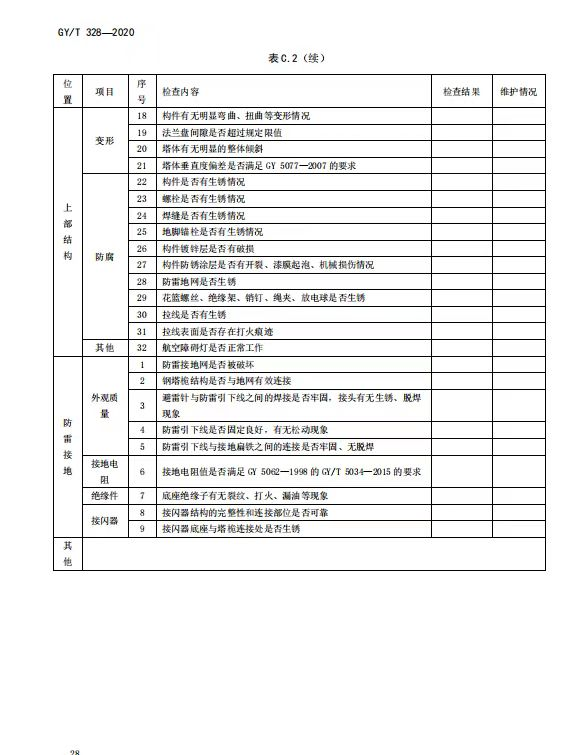 GY/T 328—2020
表 C.2（续）
位置 项目 序号 检查内容 检查结果 维护情况
上部结构 变形 18 构件有无明显弯曲、扭曲等变形情况
19 法兰盘间隙是否超过规定限值
20 塔体有无明显的整体倾斜
21 塔体垂直度偏差是否满足 GY 5077—2007 的要求
防腐 22 构件是否有生锈情况
23 螺栓是否有生锈情况
24 焊缝是否有生锈情况
25 地脚锚栓是否有生锈情况
26 构件镀锌层是否有破损
27 构件防锈涂层是否有开裂、漆膜起泡、机械损伤情况
28 防雷地网是否生锈
29 花篮螺丝、绝缘架、销钉、绳夹、放电球是否生锈
30 拉线是否有生锈
31 拉线表面是否存在打火痕迹
其他 32 航空障碍灯是否正常工作
防雷接地 外观质量 1 防雷接地网是否被破坏
2 钢塔桅结构是否与地网有效连接
3 避雷针与防雷引下线之间的焊接是否牢固，接头有无生锈、脱焊
现象
4 防雷引下线是否固定良好，有无松动现象
5 防雷引下线与接地扁铁之间的连接是否牢固、无脱焊
接地电阻 6 接地电阻值是否满足 GY 5062—1998 的 GY/T 5034—2015 的要求
绝缘件 7 底座绝缘子有无裂纹、打火、漏油等现象
接闪器 8 接闪器结构的完整性和连接部位是否可靠
9 接闪器底座与塔桅连接处是否生锈
其他
28